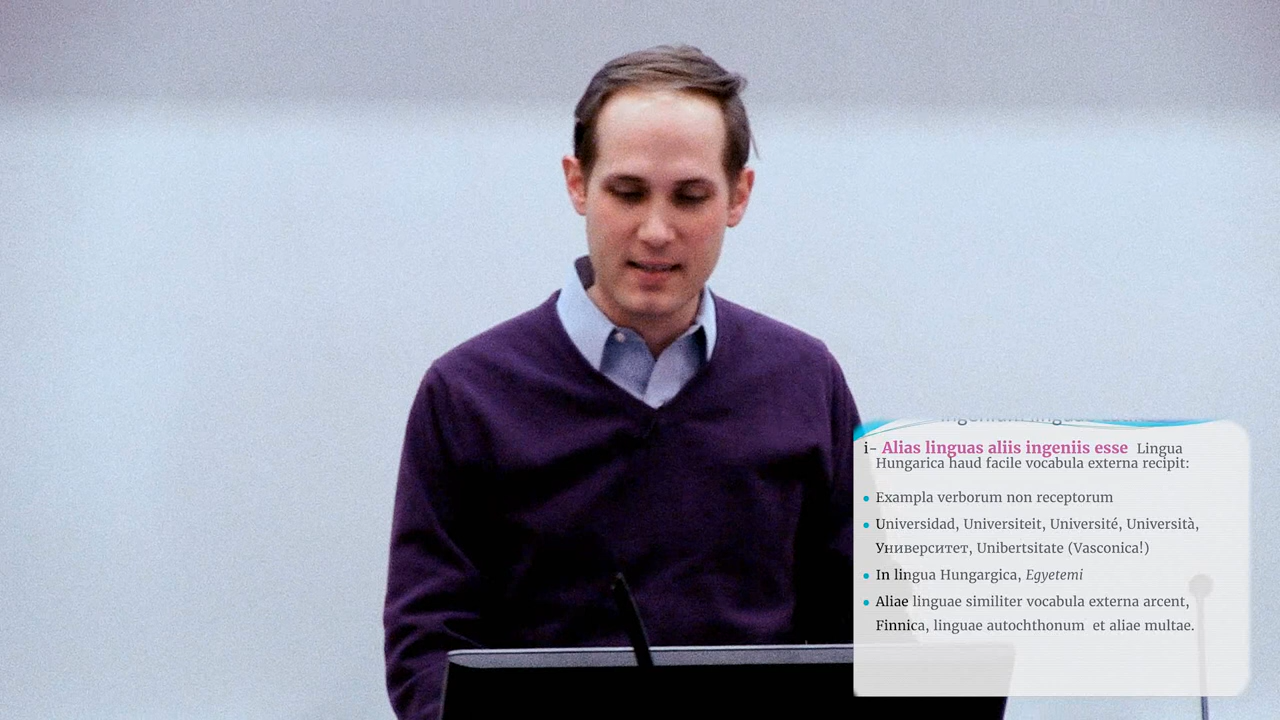 i- Alias linguas aliis ingeniis esse Lingua
Hungarica haud facile vocabula externa recipit:
Exampla verborum non receptorum
Universidad, Universiteit, Université, Università,
Университет, Unibertsitate (Vasconica!)
In lingua Hungargica, Egyetemi
Aliae linguae similiter vocabula externa arcent,
Finnica, linguae autochthonum et aliae multae.